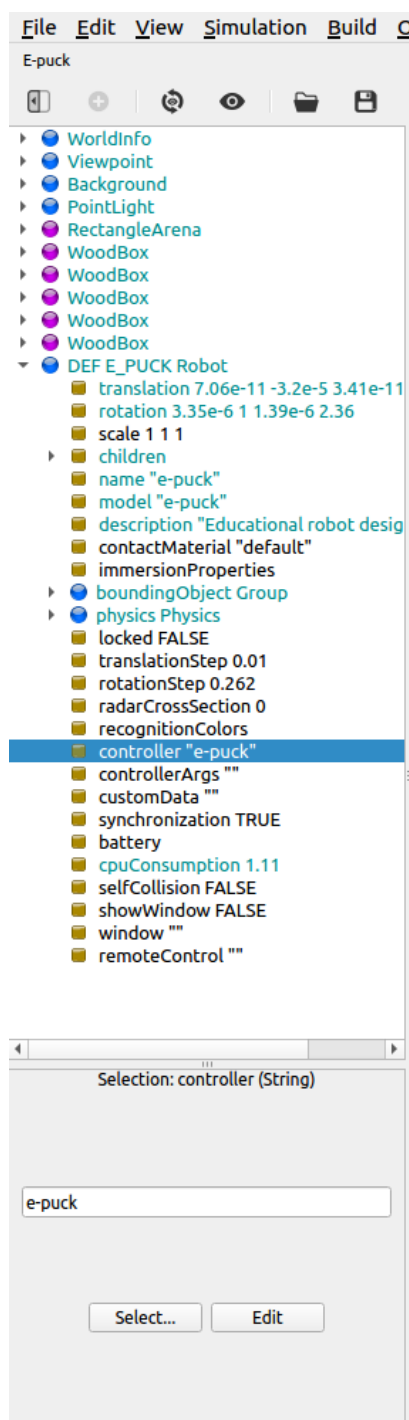 File Edit View Simulation Build
E-puck
WorldInfo
Viewpoint
Background
PointLight
RectangleArena
WoodBox
WoodBox
WoodBox
WoodBox
WoodBox
DEF E_PUCK Robot
translation 7.06e-11 -3.2e-5 3.41e-11
rotation 3.35e-6 1 1.39e-6 2.36
scale 1 1 1
children
name "e-puck"
model "e-puck"
description "Educational robot desig
contactMaterial "default"
immersionProperties
boundingObject Group
physics Physics
locked FALSE
translationStep 0.01
rotationStep 0.262
radarCrossSection 0
recognitionColors
controller "e-puck"
controllerArgs ""
customData ""
synchronization TRUE
battery
cpuConsumption 1.11
selfCollision FALSE
showWindow FALSE
window ""
remoteControl ""
Selection: controller (String)
e-puck
Select... Edit